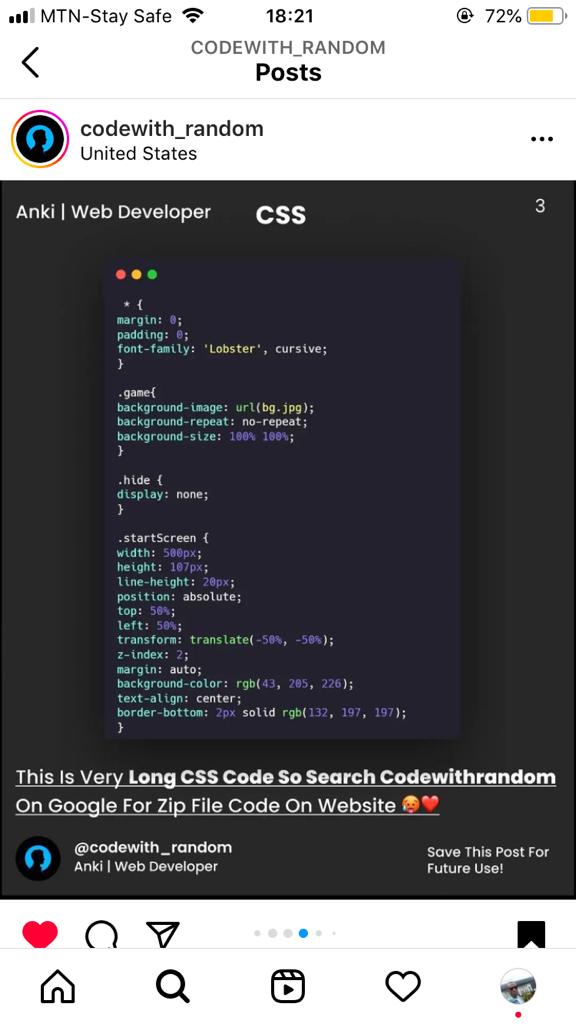 MTN-Stay Safe 18:21 72%
CODEWITH_RANDOM
Posts
codewith_random
United States
Anki | Web Developer CSS 3
* {
margin: 0;
padding: 0;
font-family: 'Lobster', cursive;
}
.game{
background-image: url(bg.jpg);
background-repeat: no-repeat;
background-size: 100% 100%;
}
.hide {
display: none;
}
.startScreen {
width: 500px;
height: 107px;
line-height: 20px;
position: absolute;
top: 50%;
left: 50%;
transform: translate(-50%, -50%);
z-index: 2;
margin: auto;
background-color: rgb(43, 205, 226);
text-align: center;
border-bottom: 2px solid rgb(132, 197, 197);
}
This Is Very Long CSS Code So Search Codewithrandom
On Google For Zip File Code On Website 🥵❤️
@codewith_random
Anki | Web Developer
Save This Post For
Future Use!